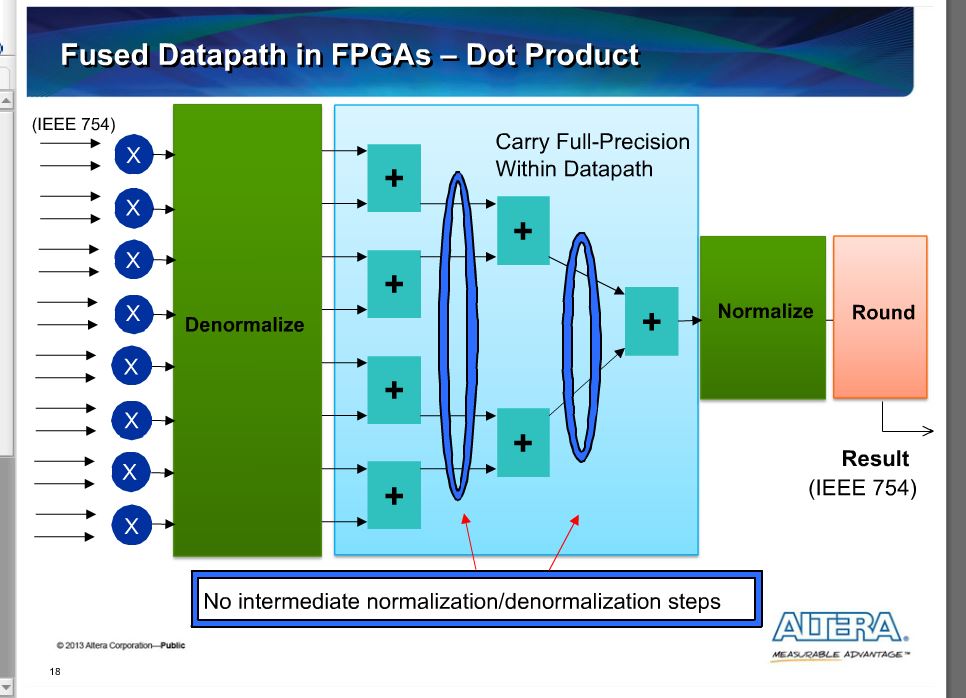 Fused Datapath in FPGAs – Dot Product
(IEEE 754)
X
X
X
X
X
X
X
X
Denormalize
Carry Full-Precision
Within Datapath
+
+
+
+
+
+
+
Normalize
Round
Result
(IEEE 754)
No intermediate normalization/denormalization steps
© 2013 Altera Corporation—Public
ALTERA®
MEASURABLE ADVANTAGE™
18